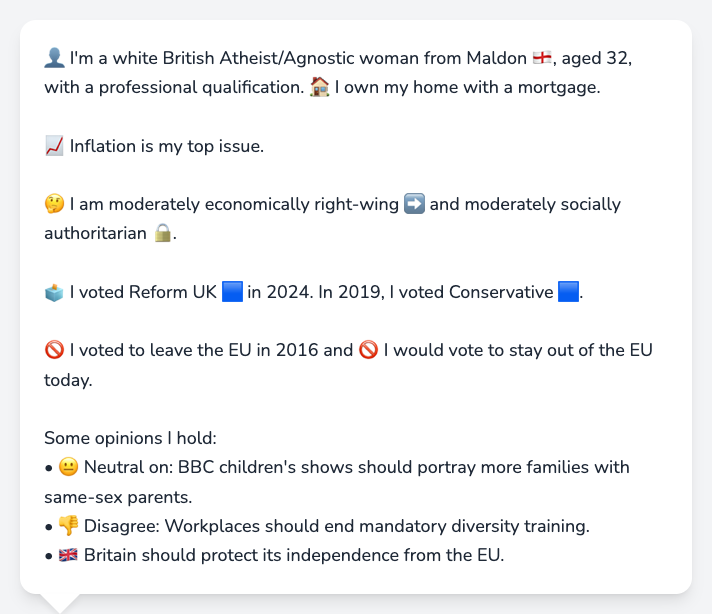 👤 I'm a white British Atheist/Agnostic woman from Maldon 🏴󠁧󠁢󠁥󠁮󠁧󠁿, aged 32,
with a professional qualification. 🏠 I own my home with a mortgage.
📈 Inflation is my top issue.
🤔 I am moderately economically right-wing ➡️ and moderately socially
authoritarian 🔒.
🗳️ I voted Reform UK 🟦 in 2024. In 2019, I voted Conservative 🟦.
🚫 I voted to leave the EU in 2016 and 🚫 I would vote to stay out of the EU
today.
Some opinions I hold:
• 😐 Neutral on: BBC children's shows should portray more families with
same-sex parents.
• 👎 Disagree: Workplaces should end mandatory diversity training.
• 🇬🇧 Britain should protect its independence from the EU.